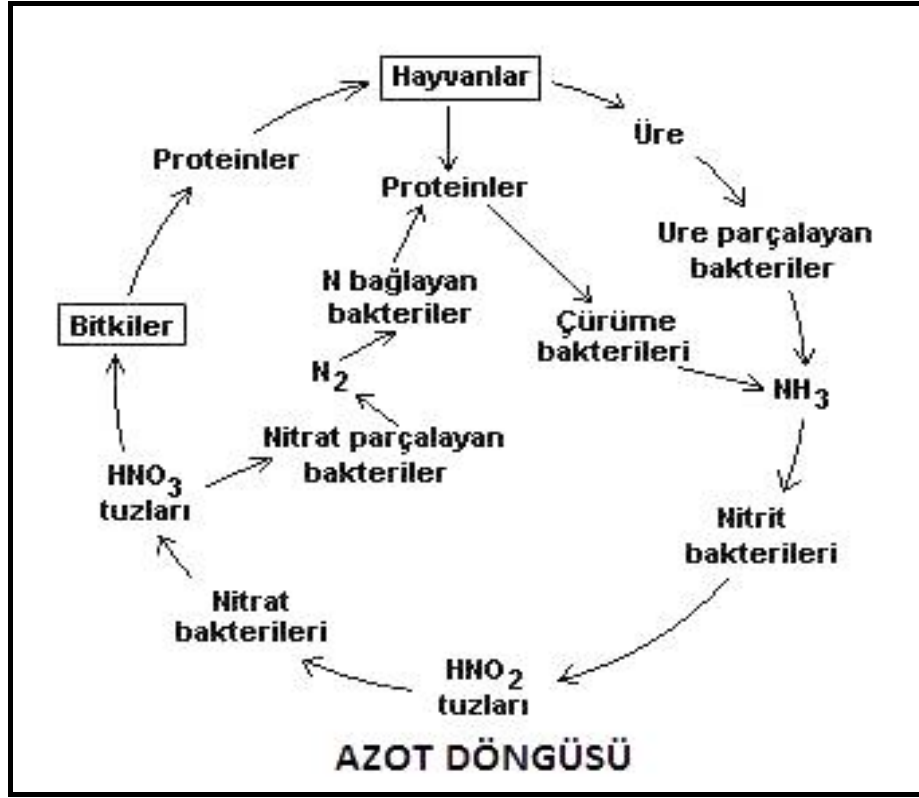 Hayvanlar
Üre
Proteinler
Proteinler
Ure parçalayan
bakteriler
N bağlayan
bakteriler
Bitkiler
Çürüme
bakterileri
N2
NH3
Nitrat parçalayan
bakteriler
HNO3
tuzları
Nitrit
bakterileri
Nitrat
bakterileri
HNO2
tuzları
AZOT DÖNGÜSÜ